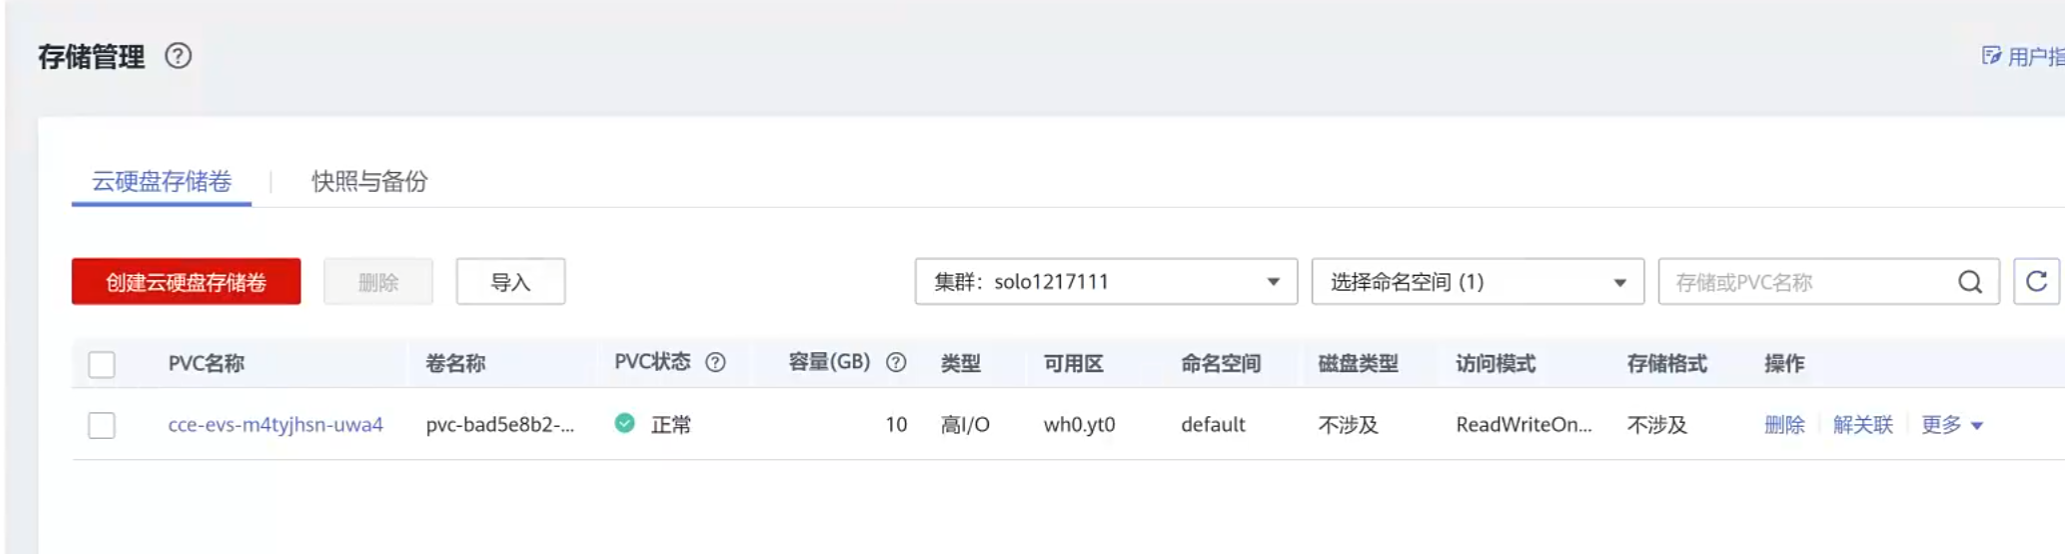 存储管理 ?
用户指
云硬盘存储卷 快照与备份
创建云硬盘存储卷 删除 导入 集群：solo1217111 选择命名空间 (1) 存储或PVC名称
PVC名称 卷名称 PVC状态 ? 容量(GB) ? 类型 可用区 命名空间 磁盘类型 访问模式 存储格式 操作
cce-evs-m4tyjhsn-uwa4 pvc-bad5e8b2-... 正常 10 高I/O wh0.yt0 default 不涉及 ReadWriteOn... 不涉及 删除 解关联 更多